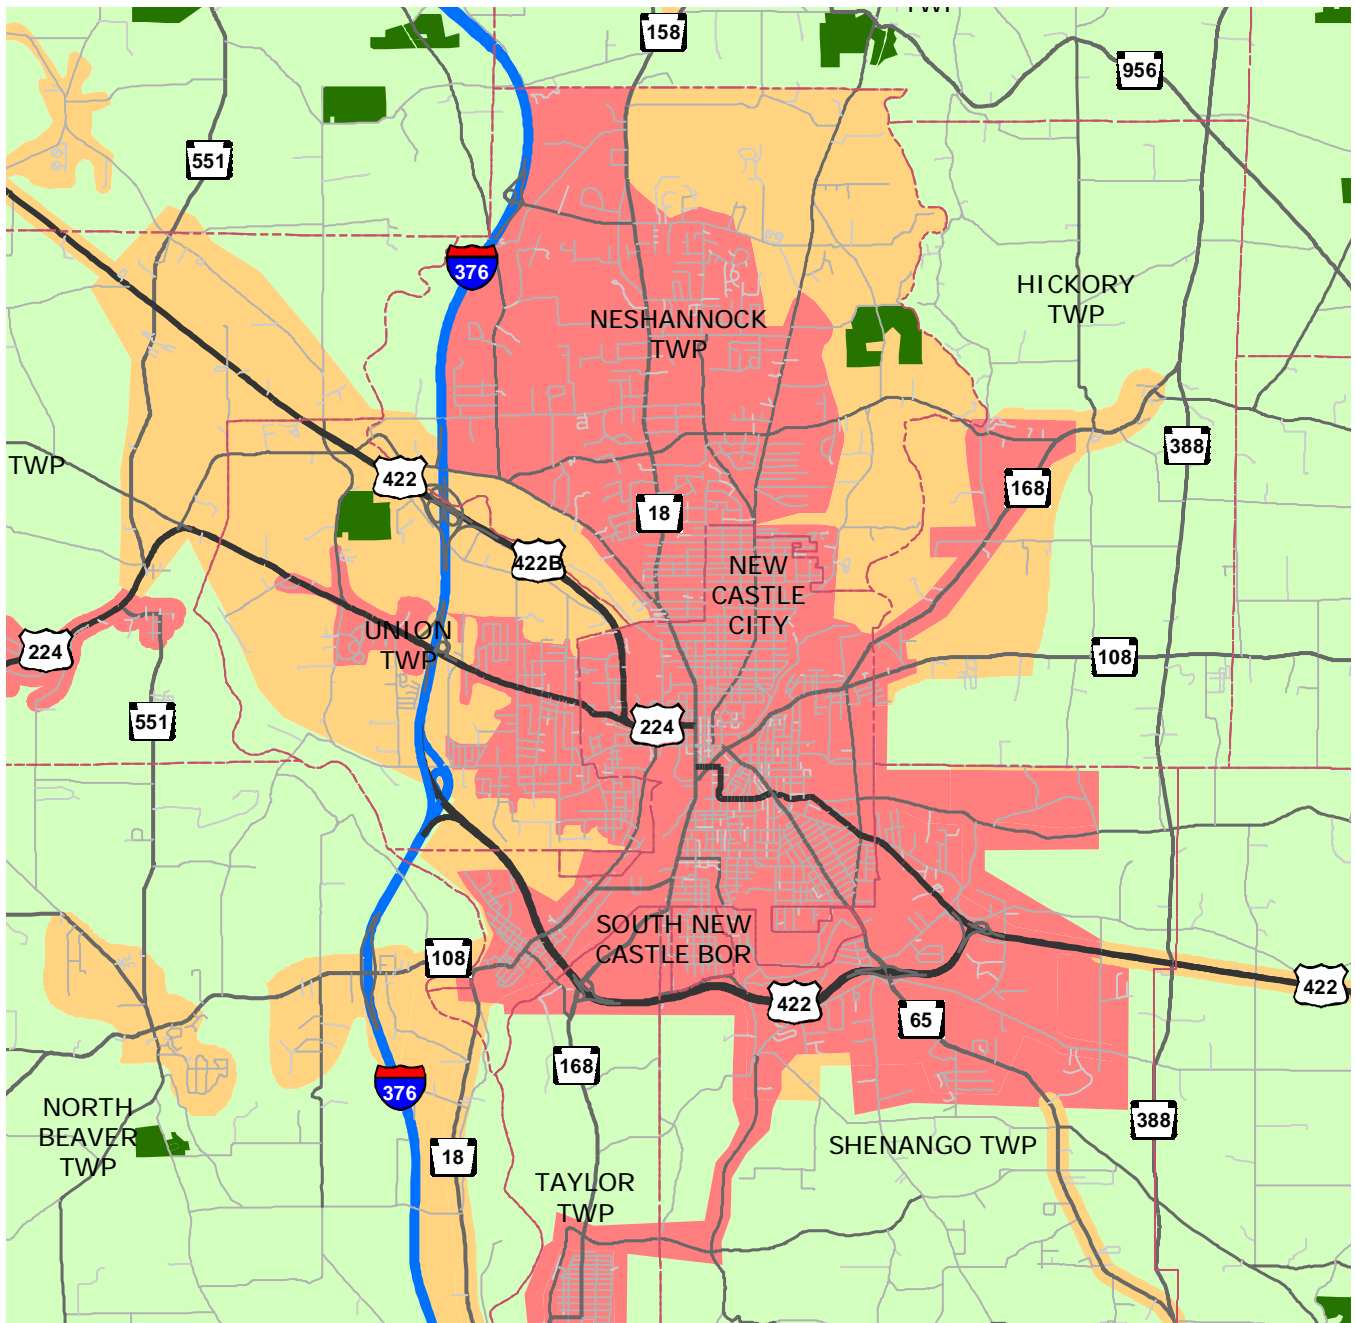 TWP
158
956
551
376
HICKORY
TWP
NESHANNOCK
TWP
388
TWP
422
168
18
422B
NEW
CASTLE
CITY
UNION
TWP
224
108
551
224
SOUTH NEW
CASTLE BOR
108
422
422
65
168
376
NORTH
BEAVER
TWP
388
SHENANGO TWP
18
TAYLOR
TWP